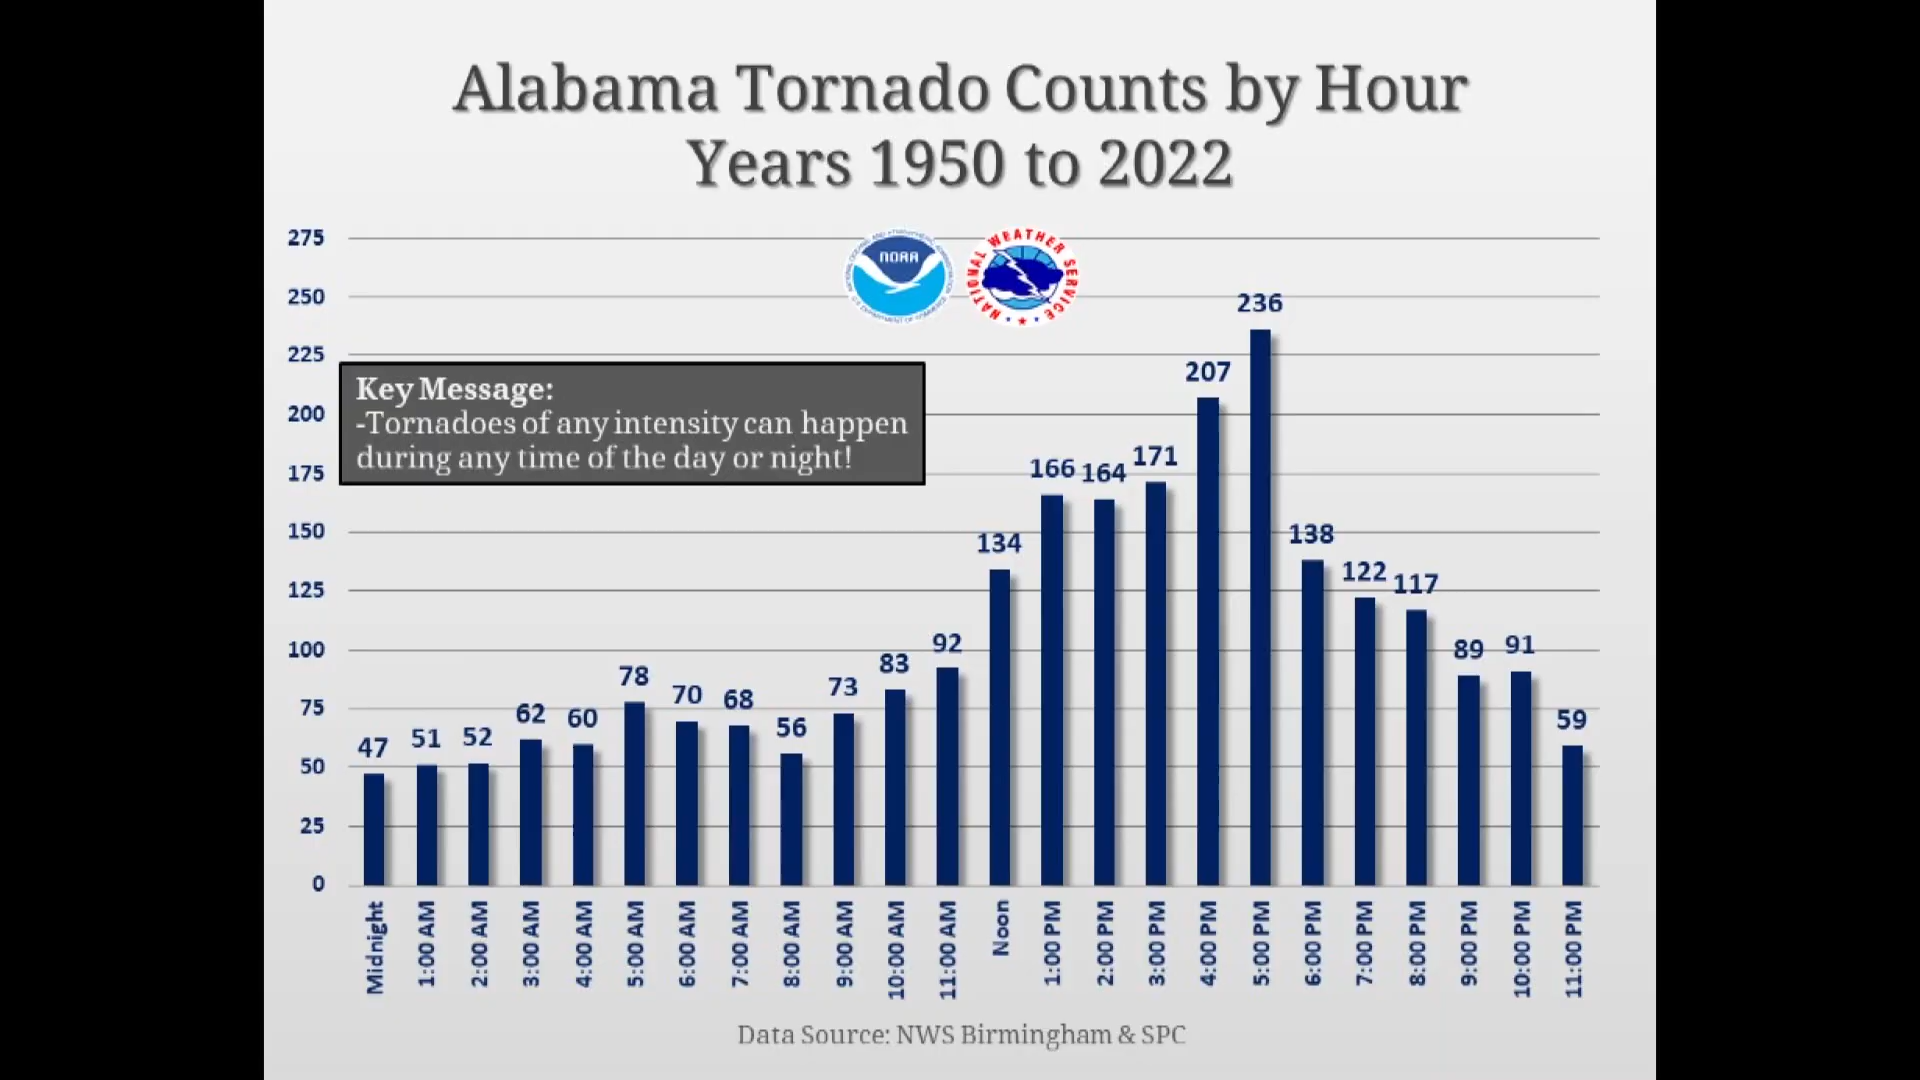 Alabama Tornado Counts by Hour
Years 1950 to 2022
275
250
225
200
175
150
125
100
75
50
25
0
NOAA
NATIONAL WEATHER SERVICE
Key Message:
-Tornadoes of any intensity can happen
during any time of the day or night!
47
51
52
62
60
78
70
68
56
73
83
92
134
166
164
171
207
236
138
122
117
89
91
59
Midnight
1:00 AM
2:00 AM
3:00 AM
4:00 AM
5:00 AM
6:00 AM
7:00 AM
8:00 AM
9:00 AM
10:00 AM
11:00 AM
Noon
1:00 PM
2:00 PM
3:00 PM
4:00 PM
5:00 PM
6:00 PM
7:00 PM
8:00 PM
9:00 PM
10:00 PM
11:00 PM
Data Source: NWS Birmingham & SPC